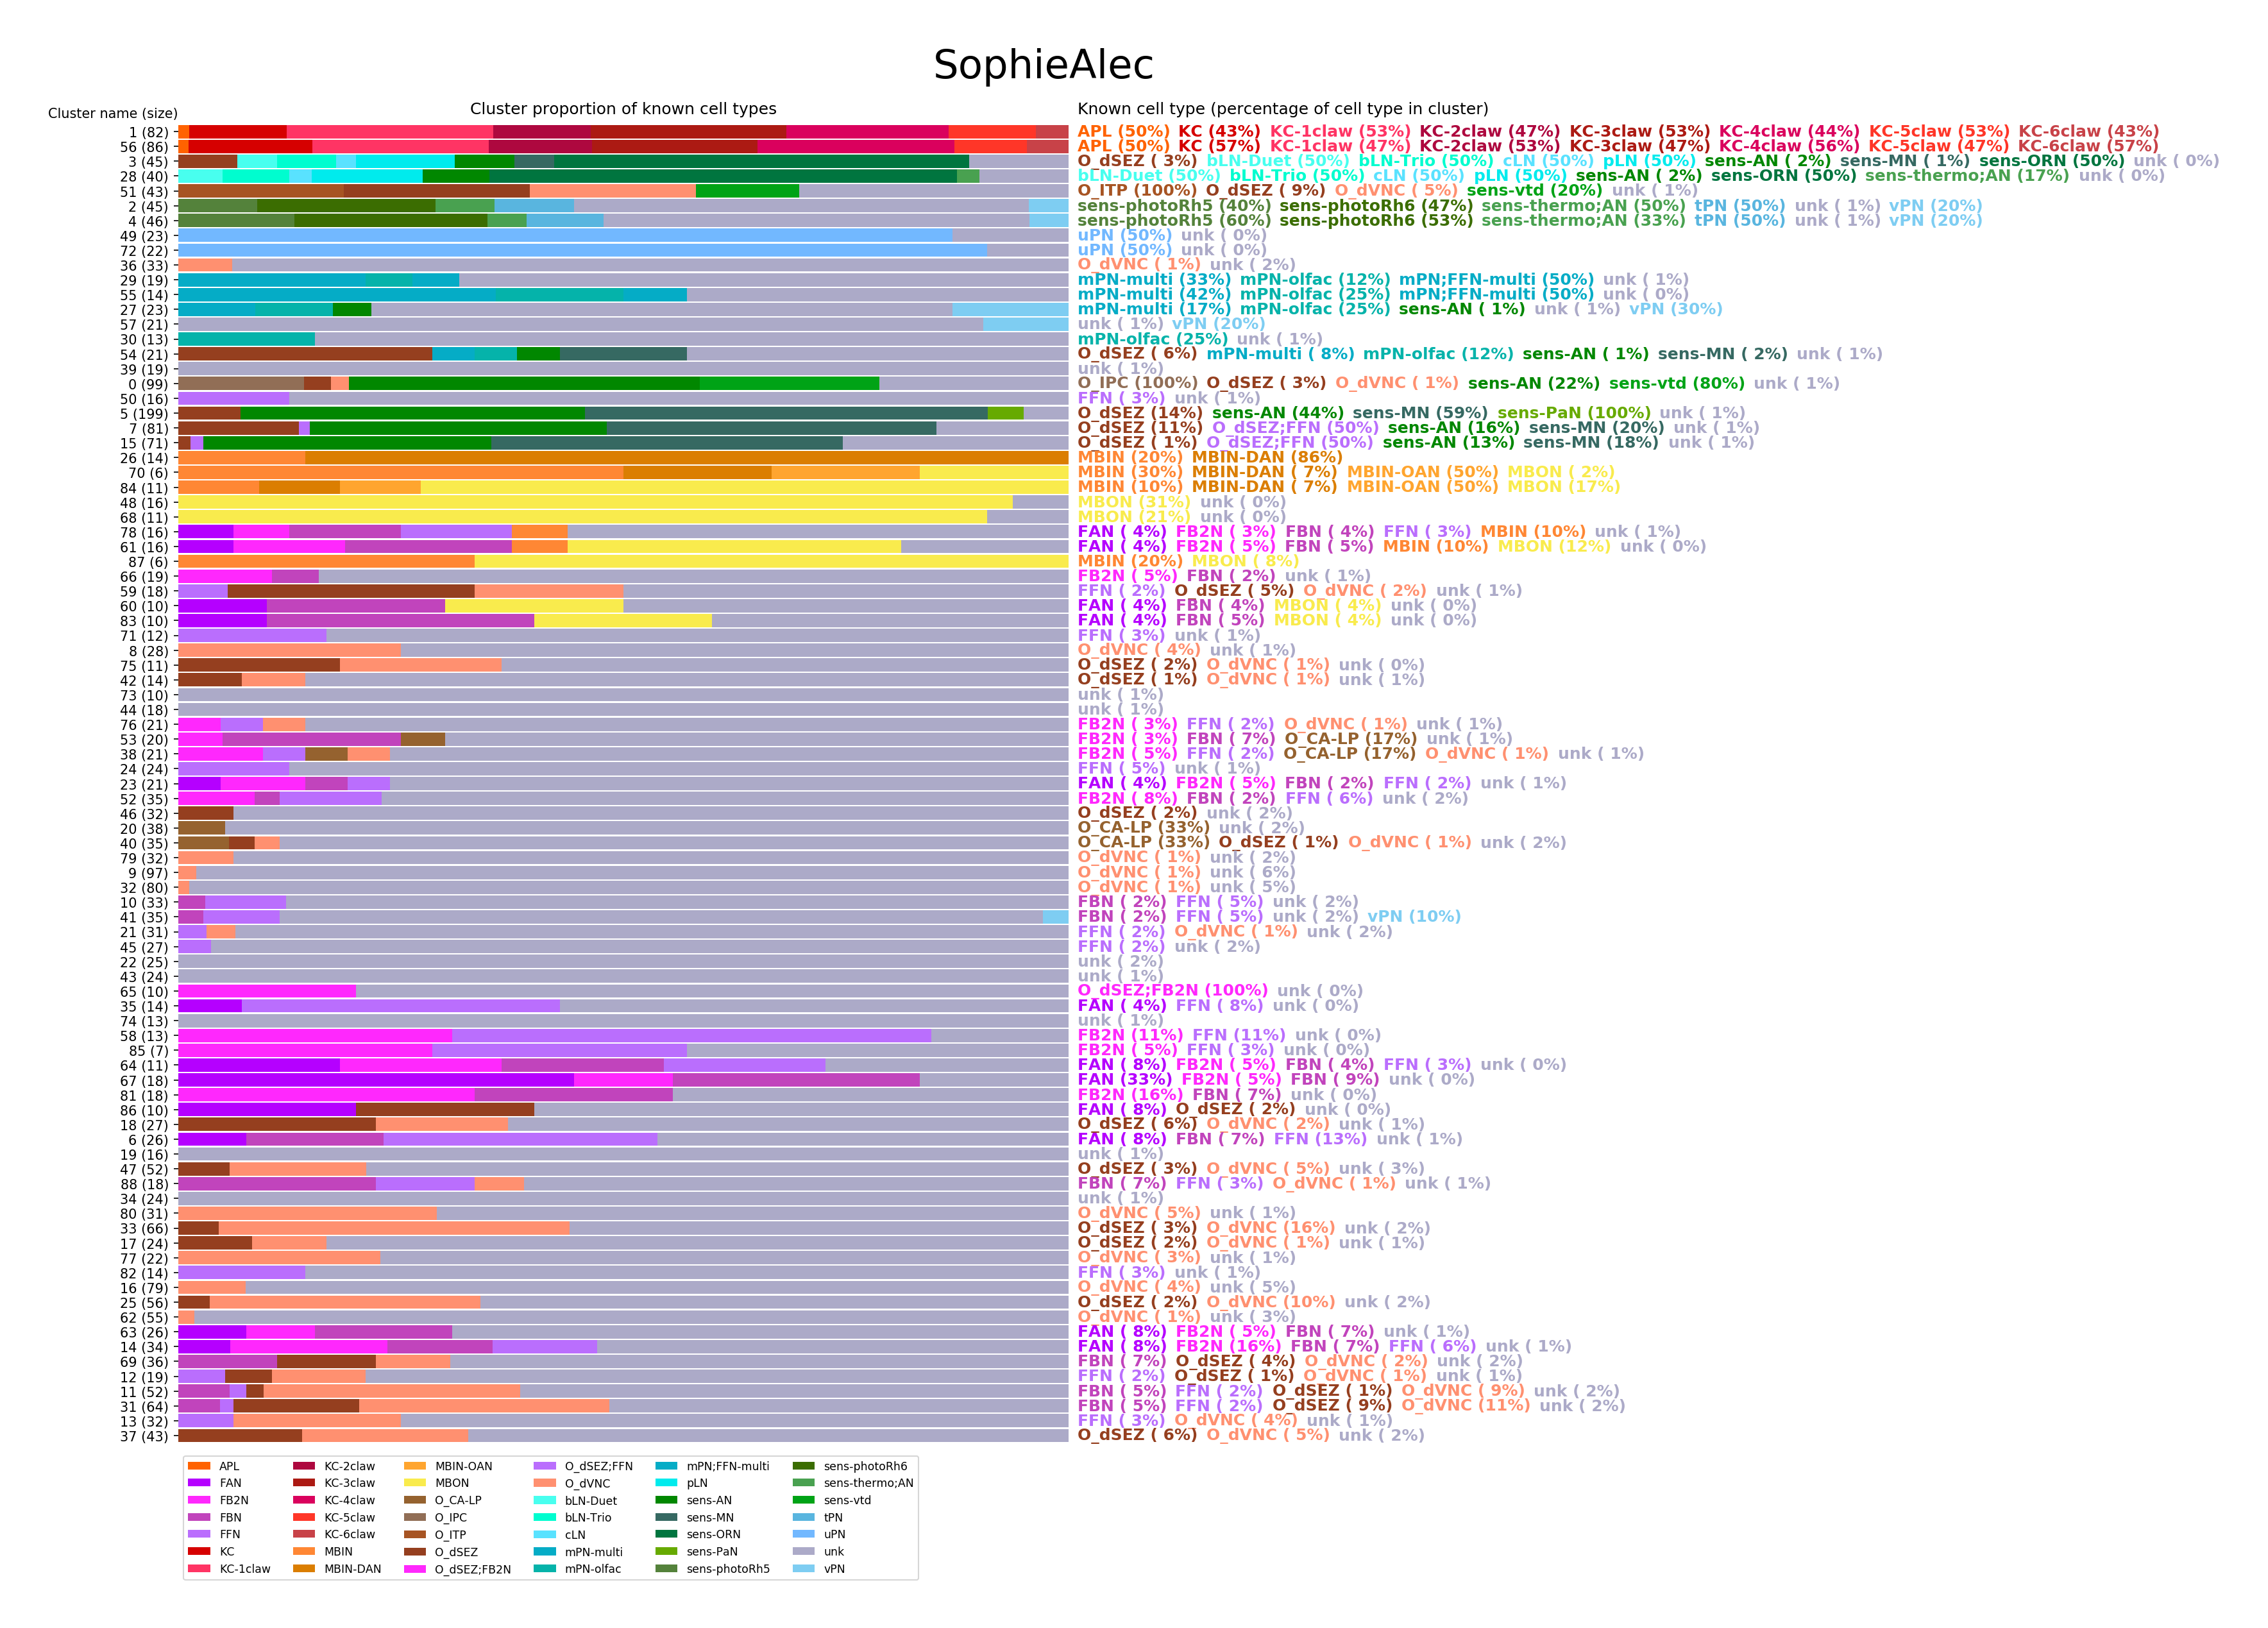 SophieAlec
Cluster name (size)
Cluster proportion of known cell types
Known cell type (percentage of cell type in cluster)
1 (82) APL (50%) KC (43%) KC-1claw (53%) KC-2claw (47%) KC-3claw (53%) KC-4claw (44%) KC-5claw (53%) KC-6claw (43%)
56 (86) APL (50%) KC (57%) KC-1claw (47%) KC-2claw (53%) KC-3claw (47%) KC-4claw (56%) KC-5claw (47%) KC-6claw (57%)
3 (45) O_dSEZ ( 3%) bLN-Duet (50%) bLN-Trio (50%) cLN (50%) pLN (50%) sens-AN ( 2%) sens-MN ( 1%) sens-ORN (50%) unk ( 0%)
28 (40) bLN-Duet (50%) bLN-Trio (50%) cLN (50%) pLN (50%) sens-AN ( 2%) sens-ORN (50%) sens-thermo;AN (17%) unk ( 0%)
51 (43) O_ITP (100%) O_dSEZ ( 9%) O_dVNC ( 5%) sens-vtd (20%) unk ( 1%)
2 (45) sens-photoRh5 (40%) sens-photoRh6 (47%) sens-thermo;AN (50%) tPN (50%) unk ( 1%) vPN (20%)
4 (46) sens-photoRh5 (60%) sens-photoRh6 (53%) sens-thermo;AN (33%) tPN (50%) unk ( 1%) vPN (20%)
49 (23) uPN (50%) unk ( 0%)
72 (22) uPN (50%) unk ( 0%)
36 (33) O_dVNC ( 1%) unk ( 2%)
29 (19) mPN-multi (33%) mPN-olfac (12%) mPN;FFN-multi (50%) unk ( 1%)
55 (14) mPN-multi (42%) mPN-olfac (25%) mPN;FFN-multi (50%) unk ( 0%)
27 (23) mPN-multi (17%) mPN-olfac (25%) sens-AN ( 1%) unk ( 1%) vPN (30%)
57 (21) unk ( 1%) vPN (20%)
30 (13) mPN-olfac (25%) unk ( 1%)
54 (21) O_dSEZ ( 6%) mPN-multi ( 8%) mPN-olfac (12%) sens-AN ( 1%) sens-MN ( 2%) unk ( 1%)
39 (19) unk ( 1%)
0 (99) O_IPC (100%) O_dSEZ ( 3%) O_dVNC ( 1%) sens-AN (22%) sens-vtd (80%) unk ( 1%)
50 (16) FFN ( 3%) unk ( 1%)
5 (199) O_dSEZ (14%) sens-AN (44%) sens-MN (59%) sens-PaN (100%) unk ( 1%)
7 (81) O_dSEZ (11%) O_dSEZ;FFN (50%) sens-AN (16%) sens-MN (20%) unk ( 1%)
15 (71) O_dSEZ ( 1%) O_dSEZ;FFN (50%) sens-AN (13%) sens-MN (18%) unk ( 1%)
26 (14) MBIN (20%) MBIN-DAN (86%)
70 (6) MBIN (30%) MBIN-DAN ( 7%) MBIN-OAN (50%) MBON ( 2%)
84 (11) MBIN (10%) MBIN-DAN ( 7%) MBIN-OAN (50%) MBON (17%)
48 (16) MBON (31%) unk ( 0%)
68 (11) MBON (21%) unk ( 0%)
78 (16) FAN ( 4%) FB2N ( 3%) FBN ( 4%) FFN ( 3%) MBIN (10%) unk ( 1%)
61 (16) FAN ( 4%) FB2N ( 5%) FBN ( 5%) MBIN (10%) MBON (12%) unk ( 0%)
87 (6) MBIN (20%) MBON ( 8%)
66 (19) FB2N ( 5%) FBN ( 2%) unk ( 1%)
59 (18) FFN ( 2%) O_dSEZ ( 5%) O_dVNC ( 2%) unk ( 1%)
60 (10) FAN ( 4%) FBN ( 4%) MBON ( 4%) unk ( 0%)
83 (10) FAN ( 4%) FBN ( 5%) MBON ( 4%) unk ( 0%)
71 (12) FFN ( 3%) unk ( 1%)
8 (28) O_dVNC ( 4%) unk ( 1%)
75 (11) O_dSEZ ( 2%) O_dVNC ( 1%) unk ( 0%)
42 (14) O_dSEZ ( 1%) O_dVNC ( 1%) unk ( 1%)
73 (10) unk ( 1%)
44 (18) unk ( 1%)
76 (21) FB2N ( 3%) FFN ( 2%) O_dVNC ( 1%) unk ( 1%)
53 (20) FB2N ( 3%) FBN ( 7%) O_CA-LP (17%) unk ( 1%)
38 (21) FB2N ( 5%) FFN ( 2%) O_CA-LP (17%) O_dVNC ( 1%) unk ( 1%)
24 (24) FFN ( 5%) unk ( 1%)
23 (21) FAN ( 4%) FB2N ( 5%) FBN ( 2%) FFN ( 2%) unk ( 1%)
52 (35) FB2N ( 8%) FBN ( 2%) FFN ( 6%) unk ( 2%)
46 (32) O_dSEZ ( 2%) unk ( 2%)
20 (38) O_CA-LP (33%) unk ( 2%)
40 (35) O_CA-LP (33%) O_dSEZ ( 1%) O_dVNC ( 1%) unk ( 2%)
79 (32) O_dVNC ( 1%) unk ( 2%)
9 (97) O_dVNC ( 1%) unk ( 6%)
32 (80) O_dVNC ( 1%) unk ( 5%)
10 (33) FBN ( 2%) FFN ( 5%) unk ( 2%)
41 (35) FBN ( 2%) FFN ( 5%) unk ( 2%) vPN (10%)
21 (31) FFN ( 2%) O_dVNC ( 1%) unk ( 2%)
45 (27) FFN ( 2%) unk ( 2%)
22 (25) unk ( 2%)
43 (24) unk ( 1%)
65 (10) O_dSEZ;FB2N (100%) unk ( 0%)
35 (14) FAN ( 4%) FFN ( 8%) unk ( 0%)
74 (13) unk ( 1%)
58 (13) FB2N (11%) FFN (11%) unk ( 0%)
85 (7) FB2N ( 5%) FFN ( 3%) unk ( 0%)
64 (11) FAN ( 8%) FB2N ( 5%) FBN ( 4%) FFN ( 3%) unk ( 0%)
67 (18) FAN (33%) FB2N ( 5%) FBN ( 9%) unk ( 0%)
81 (18) FB2N (16%) FBN ( 7%) unk ( 0%)
86 (10) FAN ( 8%) O_dSEZ ( 2%) unk ( 0%)
18 (27) O_dSEZ ( 6%) O_dVNC ( 2%) unk ( 1%)
6 (26) FAN ( 8%) FBN ( 7%) FFN (13%) unk ( 1%)
19 (16) unk ( 1%)
47 (52) O_dSEZ ( 3%) O_dVNC ( 5%) unk ( 3%)
88 (18) FBN ( 7%) FFN ( 3%) O_dVNC ( 1%) unk ( 1%)
34 (24) unk ( 1%)
80 (31) O_dVNC ( 5%) unk ( 1%)
33 (66) O_dSEZ ( 3%) O_dVNC (16%) unk ( 2%)
17 (24) O_dSEZ ( 2%) O_dVNC ( 1%) unk ( 1%)
77 (22) O_dVNC ( 3%) unk ( 1%)
82 (14) FFN ( 3%) unk ( 1%)
16 (79) O_dVNC ( 4%) unk ( 5%)
25 (56) O_dSEZ ( 2%) O_dVNC (10%) unk ( 2%)
62 (55) O_dVNC ( 1%) unk ( 3%)
63 (26) FAN ( 8%) FB2N ( 5%) FBN ( 7%) unk ( 1%)
14 (34) FAN ( 8%) FB2N (16%) FBN ( 7%) FFN ( 6%) unk ( 1%)
69 (36) FBN ( 7%) O_dSEZ ( 4%) O_dVNC ( 2%) unk ( 2%)
12 (19) FFN ( 2%) O_dSEZ ( 1%) O_dVNC ( 1%) unk ( 1%)
11 (52) FBN ( 5%) FFN ( 2%) O_dSEZ ( 1%) O_dVNC ( 9%) unk ( 2%)
31 (64) FBN ( 5%) FFN ( 2%) O_dSEZ ( 9%) O_dVNC (11%) unk ( 2%)
13 (32) FFN ( 3%) O_dVNC ( 4%) unk ( 1%)
37 (43) O_dSEZ ( 6%) O_dVNC ( 5%) unk ( 2%)
APL KC-2claw MBIN-OAN O_dSEZ;FFN mPN;FFN-multi sens-photoRh6
FAN KC-3claw MBON O_dVNC pLN sens-thermo;AN
FB2N KC-4claw O_CA-LP bLN-Duet sens-AN sens-vtd
FBN KC-5claw O_IPC bLN-Trio sens-MN tPN
FFN KC-6claw O_ITP cLN sens-ORN uPN
KC MBIN O_dSEZ mPN-multi sens-PaN unk
KC-1claw MBIN-DAN O_dSEZ;FB2N mPN-olfac sens-photoRh5 vPN